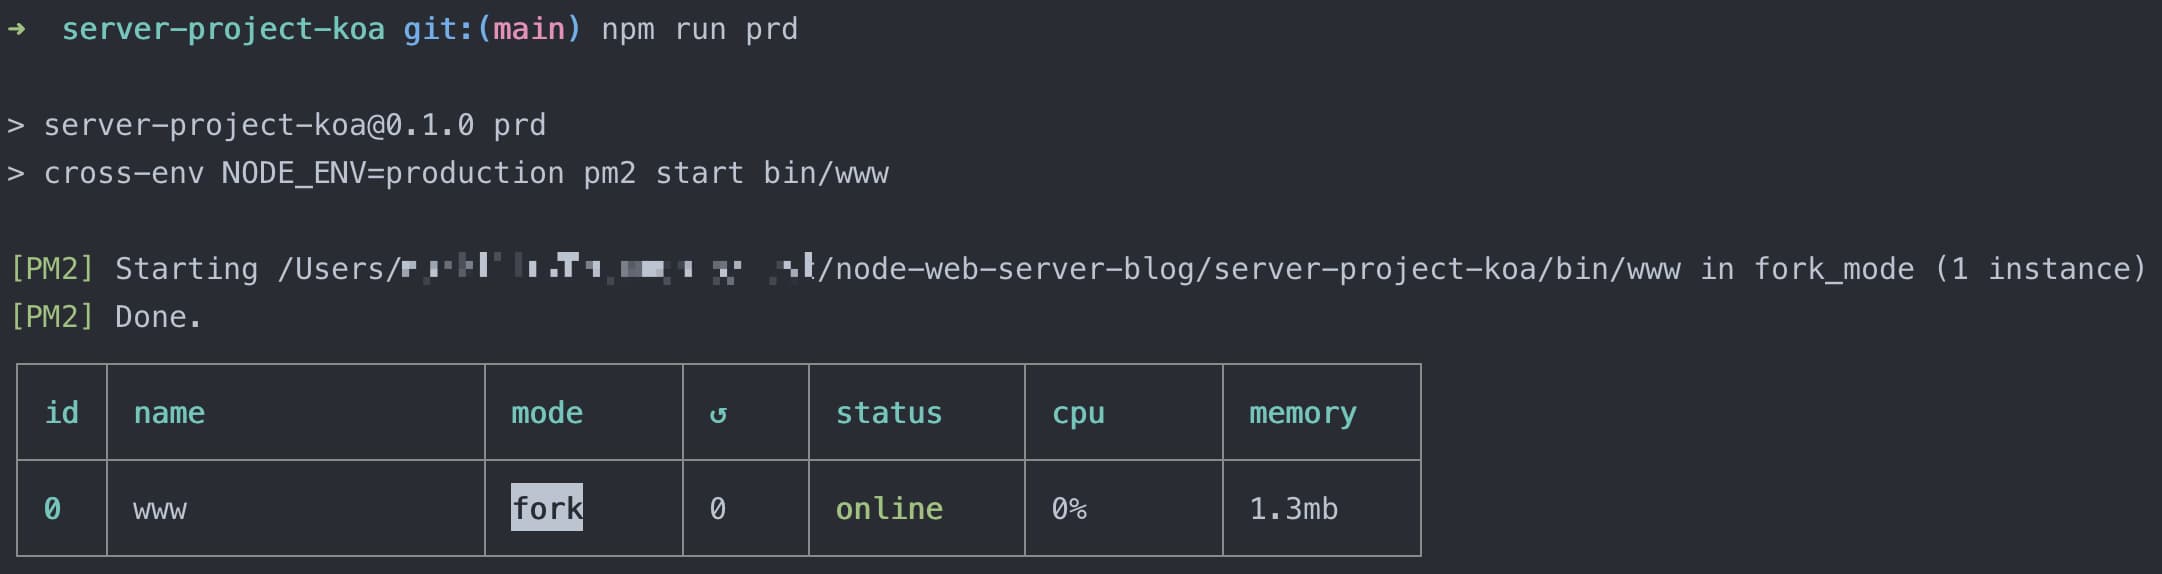 ➜  server-project-koa git:(main) npm run prd
> server-project-koa@0.1.0 prd
> cross-env NODE_ENV=production pm2 start bin/www
[PM2] Starting /Users/ /node-web-server-blog/server-project-koa/bin/www in fork_mode (1 instance)
[PM2] Done.
id name mode ↺ status cpu memory
0 www fork 0 online 0% 1.3mb